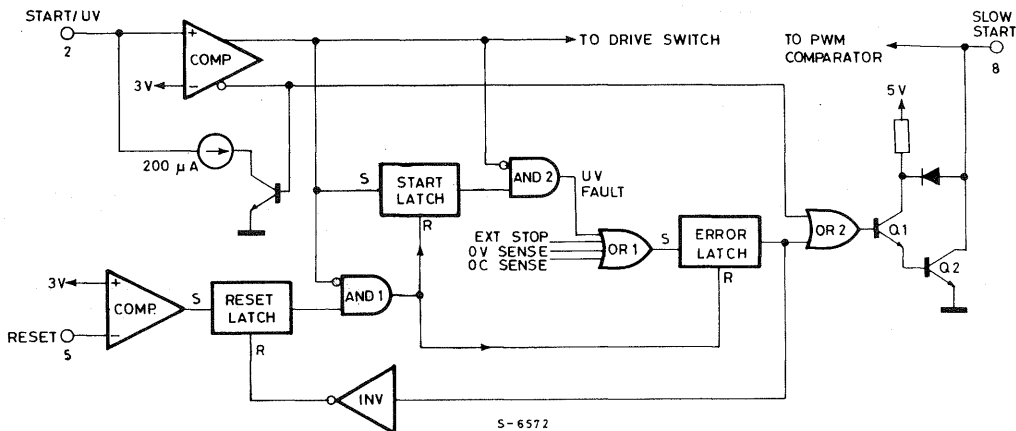 START/UV
2
+
COMP
3V
−
200 µA
TO DRIVE SWITCH
TO PWM
COMPARATOR
SLOW
START
8
5V
S
START
LATCH
R
AND 2
UV
FAULT
EXT STOP
OV SENSE
OC SENSE
OR 1
S
ERROR
LATCH
R
OR 2
Q1
Q2
3V
+
COMP.
−
RESET
5
S
RESET
LATCH
R
AND 1
INV
S-6572